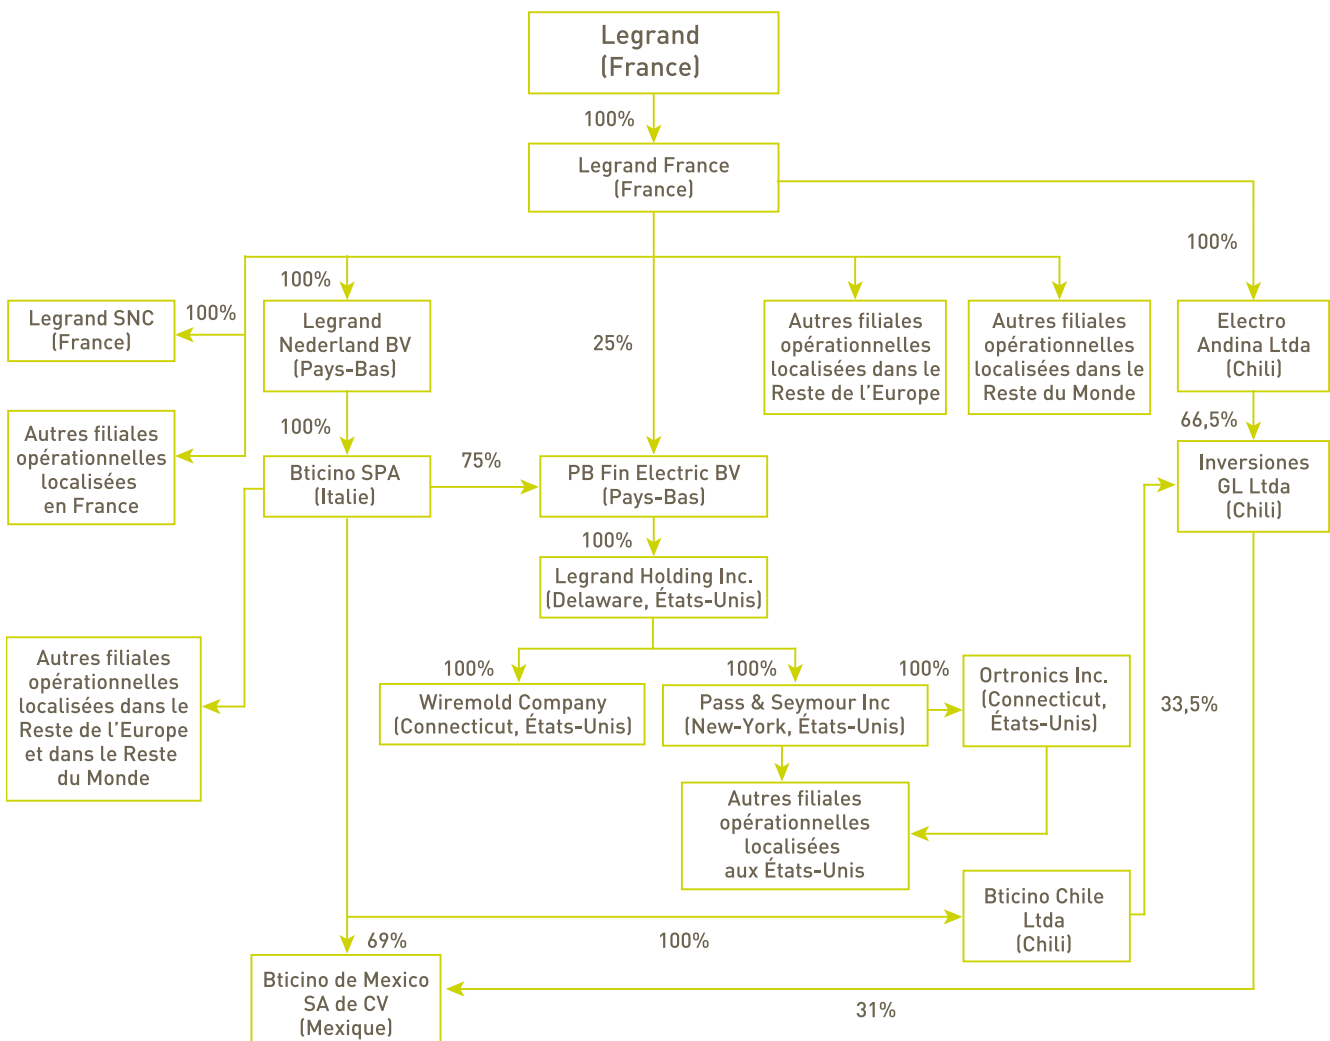 Legrand
(France)
100%
Legrand France
(France)
100%
100%
Legrand SNC
(France)
100%
Legrand
Nederland BV
(Pays-Bas)
25%
Autres filiales
opérationnelles
localisées dans le
Reste de l'Europe
Autres filiales
opérationnelles
localisées dans le
Reste du Monde
Electro
Andina Ltda
(Chili)
Autres filiales
opérationnelles
localisées
en France
100%
66,5%
Bticino SPA
(Italie)
75%
PB Fin Electric BV
(Pays-Bas)
Inversiones
GL Ltda
(Chili)
100%
Legrand Holding Inc.
(Delaware, États-Unis)
Autres filiales
opérationnelles
localisées dans le
Reste de l'Europe
et dans le Reste
du Monde
100%
100%
100%
Wiremold Company
(Connecticut, États-Unis)
Pass & Seymour Inc
(New-York, États-Unis)
Ortronics Inc.
(Connecticut,
États-Unis)
33,5%
Autres filiales
opérationnelles
localisées
aux États-Unis
Bticino Chile
Ltda
(Chili)
69%
100%
Bticino de Mexico
SA de CV
(Mexique)
31%